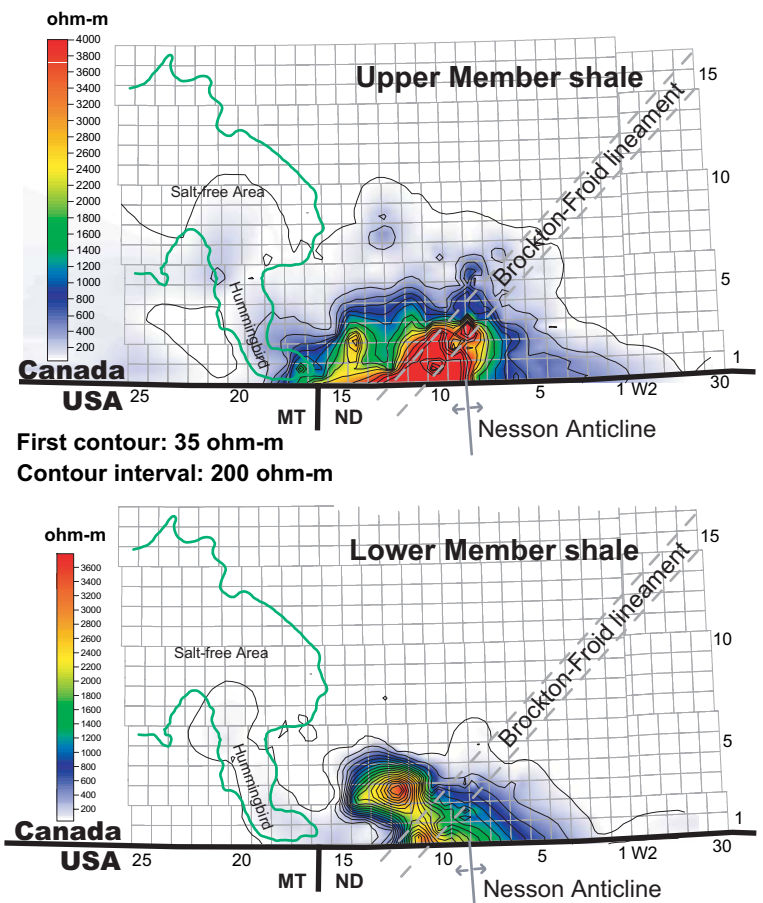 ohm-m
4000
3800
3600
3400
3200
3000
2800
2600
2400
2200
2000
1800
1600
1400
1200
1000
800
600
400
200
Upper Member shale
15
Brockton-Froid lineament
10
Salt-free Area
5
Hummingbird
1
Canada
USA
25
20
15
10
5
1 W2
30
MT
ND
Nesson Anticline
First contour: 35 ohm-m
Contour interval: 200 ohm-m
ohm-m
3600
3400
3200
3000
2800
2600
2400
2200
2000
1800
1600
1400
1200
1000
800
600
400
200
Lower Member shale
15
Brockton-Froid lineament
10
Salt-free Area
5
Hummingbird
1
Canada
USA
25
20
15
10
5
1 W2
30
MT
ND
Nesson Anticline